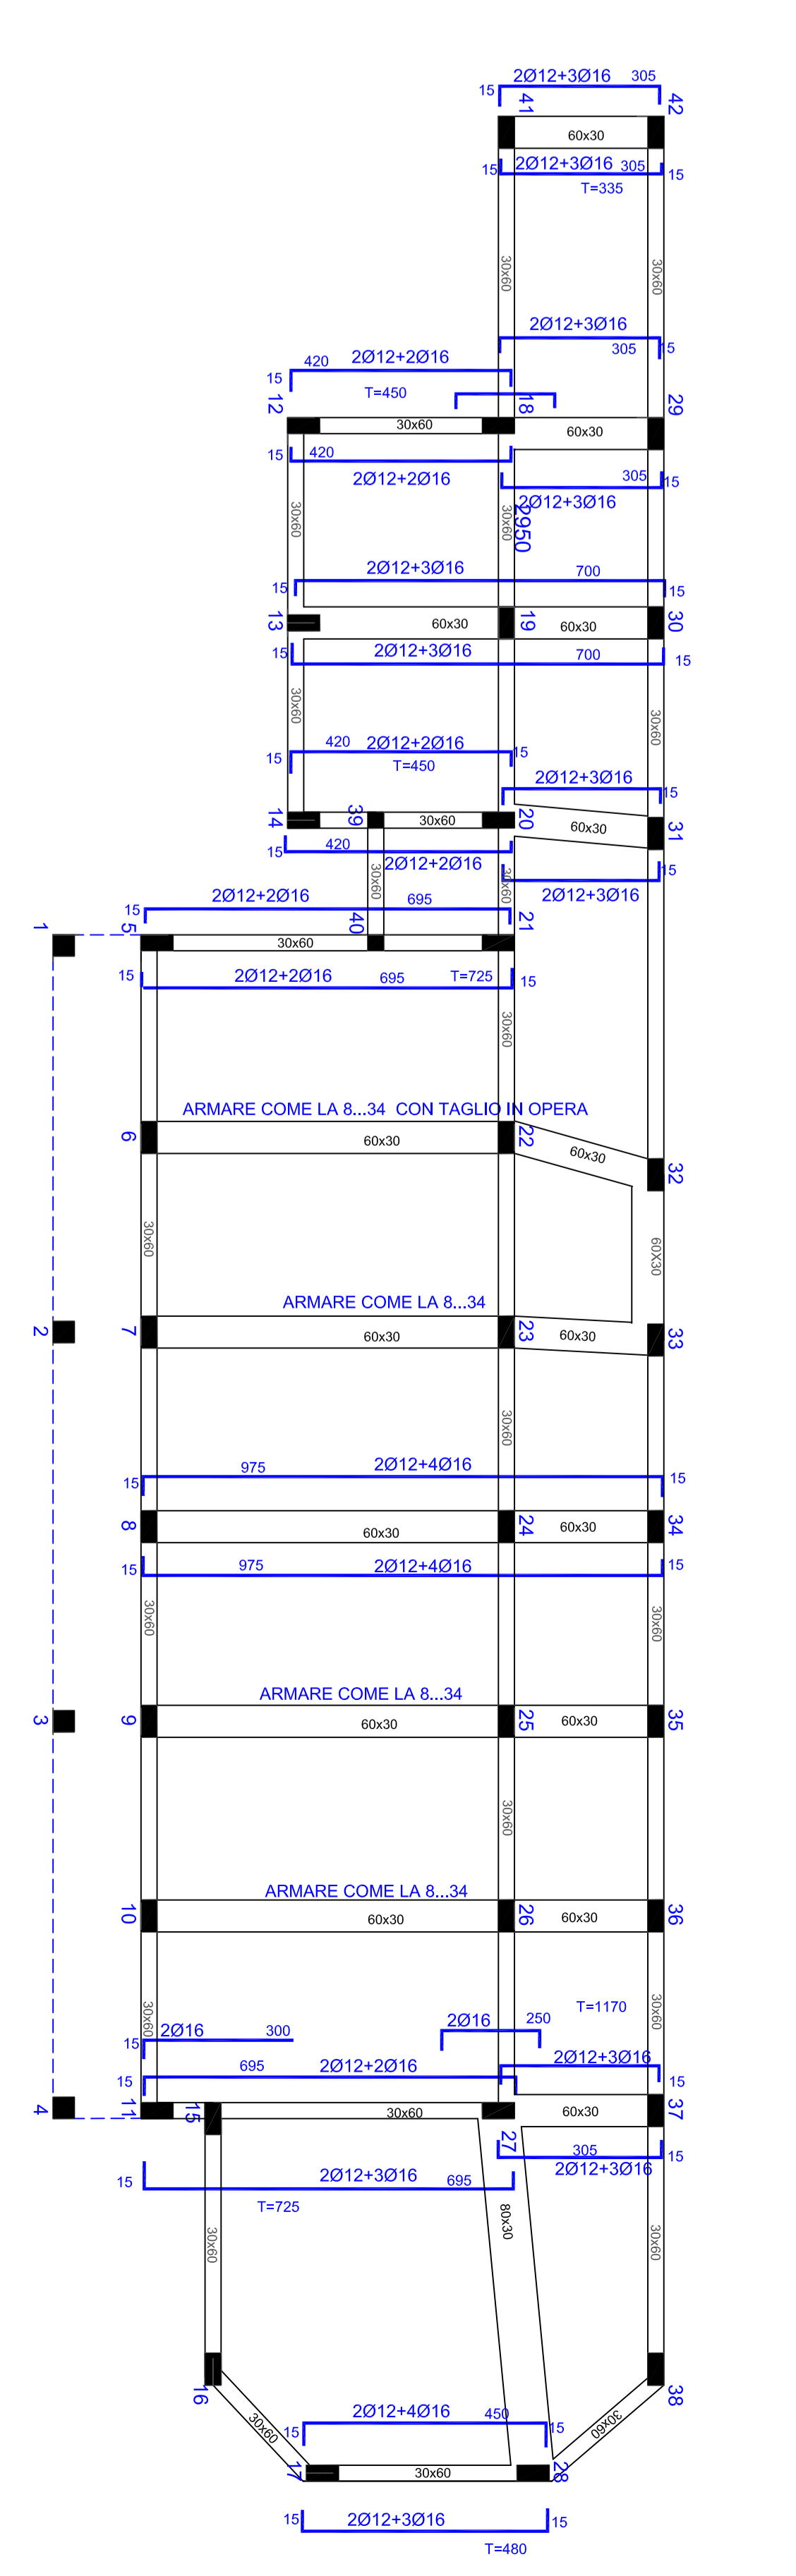 2Ø12+3Ø16 305
15
41
42
60x30
15 2Ø12+3Ø16 305 15
T=335
30x60
30x60
2Ø12+3Ø16
305 15
420 2Ø12+2Ø16
15
T=450
12
18
29
30x60
60x30
15 420
2Ø12+2Ø16
305 15
2Ø12+3Ø16
30x60
30x60
2950
2Ø12+3Ø16 700
15
15
13
60x30
19
60x30
30
15 2Ø12+3Ø16 700 15
30x60
30x60
420 2Ø12+2Ø16 15
15
T=450
2Ø12+3Ø16
15
14
39
30x60
20
60x30
31
15 420
2Ø12+2Ø16
15
2Ø12+3Ø16
30x60
30x60
2Ø12+2Ø16 695
15
1
5
40
21
30x60
15 2Ø12+2Ø16 695 T=725 15
30x60
ARMARE COME LA 8...34 CON TAGLIO IN OPERA
6
60x30
22
60x30
32
30x60
60X30
ARMARE COME LA 8...34
2
7
60x30
23
60x30
33
30x60
975 2Ø12+4Ø16
15
15
8
60x30
24
60x30
34
15 975 2Ø12+4Ø16 15
30x60
30x60
ARMARE COME LA 8...34
3
9
60x30
25
60x30
35
30x60
ARMARE COME LA 8...34
10
60x30
26
60x30
36
T=1170
30x60
30x60
2Ø16 300
15
2Ø16 250
695 2Ø12+2Ø16
15
2Ø12+3Ø16
15
4
11
15
30x60
60x30
37
27
305 15
2Ø12+3Ø16
15 2Ø12+3Ø16 695
T=725
30x60
80x30
30x60
16
38
2Ø12+4Ø16 450
15
15
30x60
30x60
17
30x60
28
15 2Ø12+3Ø16 15
T=480